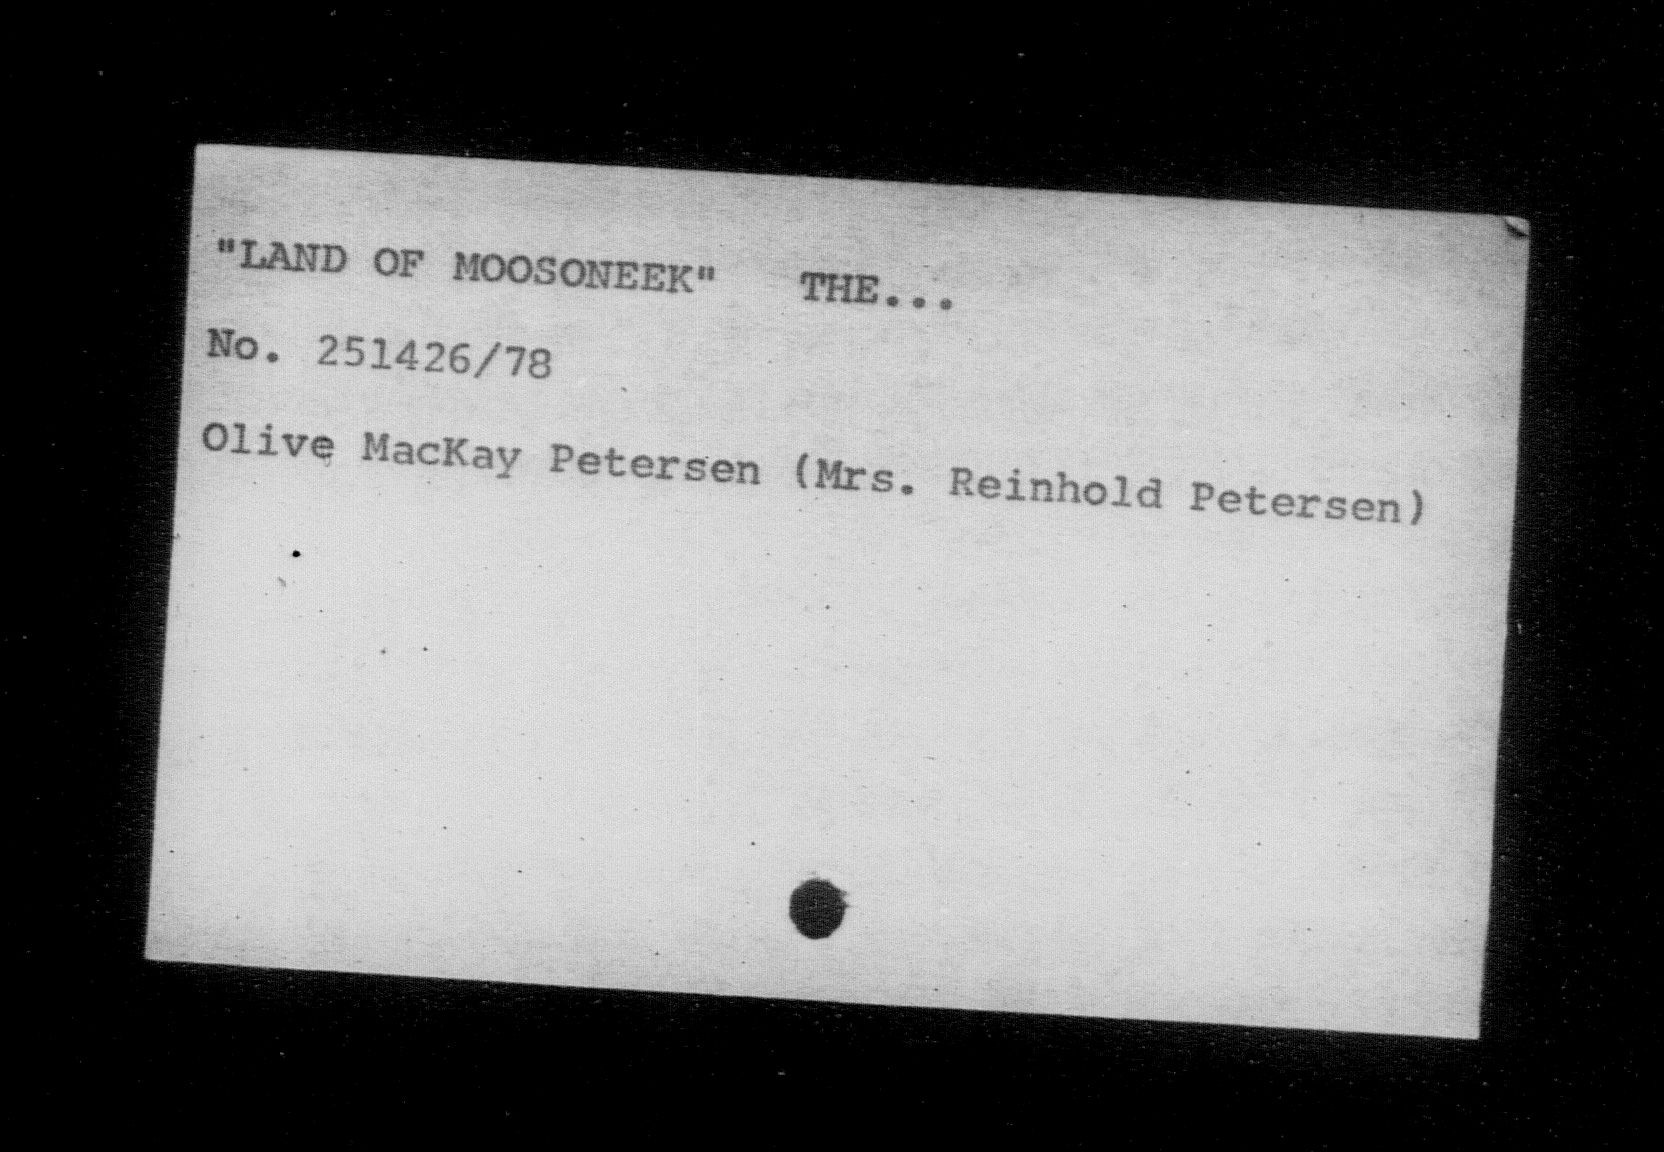 "LAND OF MOOSONEEK" THE...
No. 251426/78
Olive MacKay Petersen (Mrs. Reinhold Petersen)